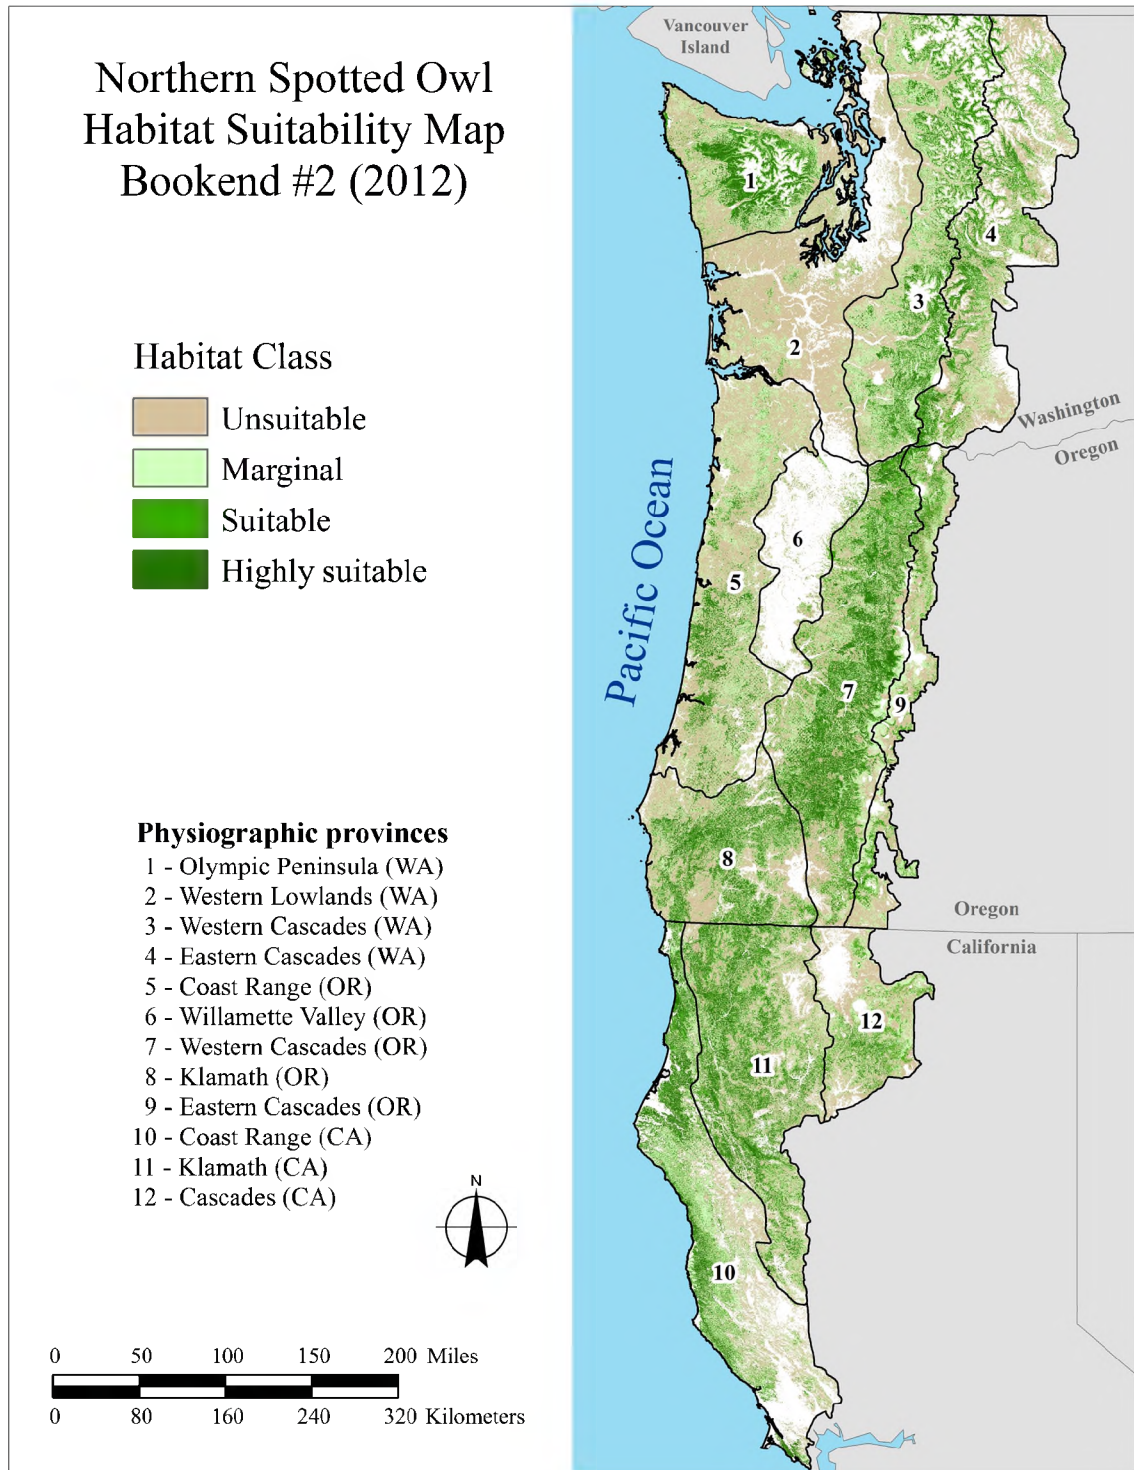 Northern Spotted Owl
Habitat Suitability Map
Bookend #2 (2012)
Habitat Class
Unsuitable
Marginal
Suitable
Highly suitable
Physiographic provinces
1 - Olympic Peninsula (WA)
2 - Western Lowlands (WA)
3 - Western Cascades (WA)
4 - Eastern Cascades (WA)
5 - Coast Range (OR)
6 - Willamette Valley (OR)
7 - Western Cascades (OR)
8 - Klamath (OR)
9 - Eastern Cascades (OR)
10 - Coast Range (CA)
11 - Klamath (CA)
12 - Cascades (CA)
N
0 50 100 150 200 Miles
0 80 160 240 320 Kilometers
Vancouver
Island
1
4
3
2
Washington
Oregon
Pacific Ocean
6
5
7
9
8
Oregon
California
12
11
10